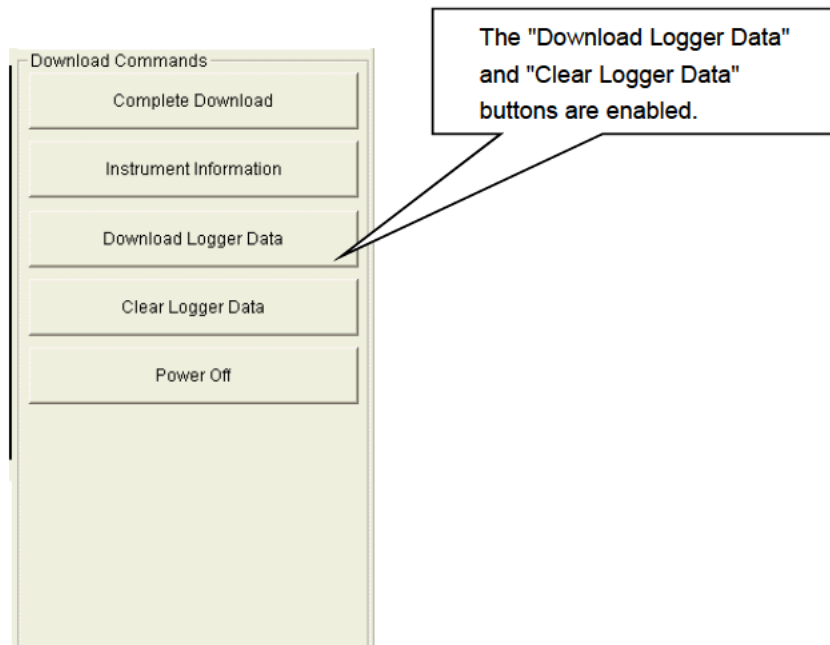 The "Download Logger Data"
and "Clear Logger Data"
buttons are enabled.
Download Commands
Complete Download
Instrument Information
Download Logger Data
Clear Logger Data
Power Off